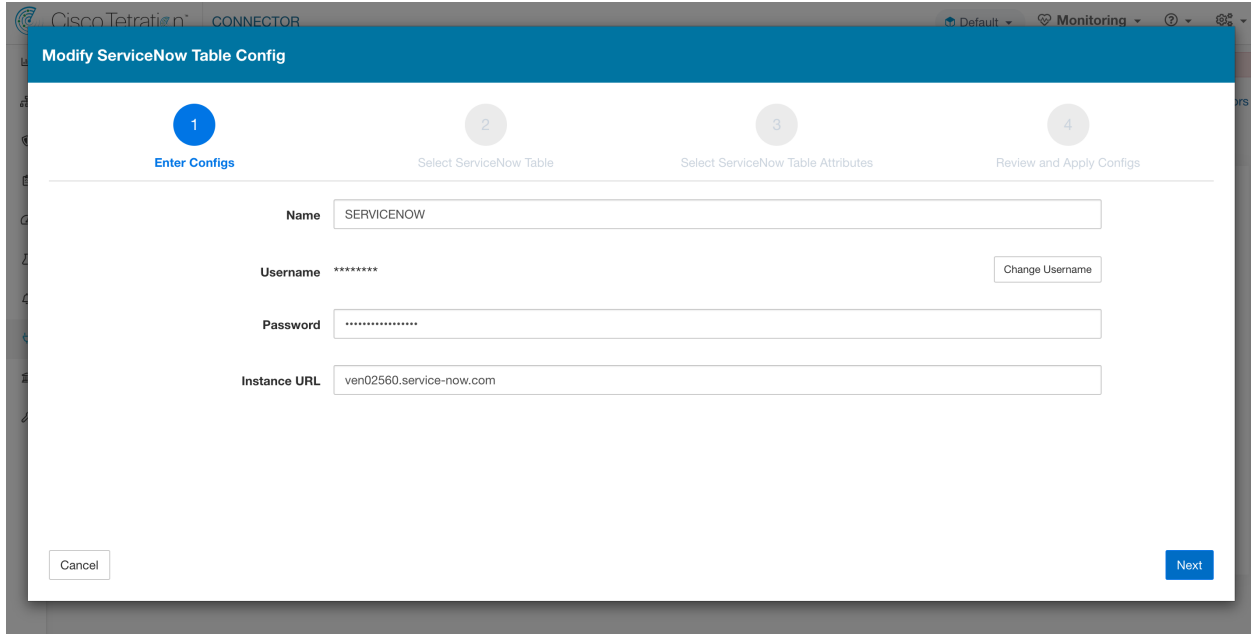 Cisco Tetration™ CONNECTOR Default Monitoring
Modify ServiceNow Table Config
1 2 3 4
Enter Configs Select ServiceNow Table Select ServiceNow Table Attributes Review and Apply Configs
Name SERVICENOW
Username ******** Change Username
Password •••••••••••••••••
Instance URL ven02560.service-now.com
Cancel Next